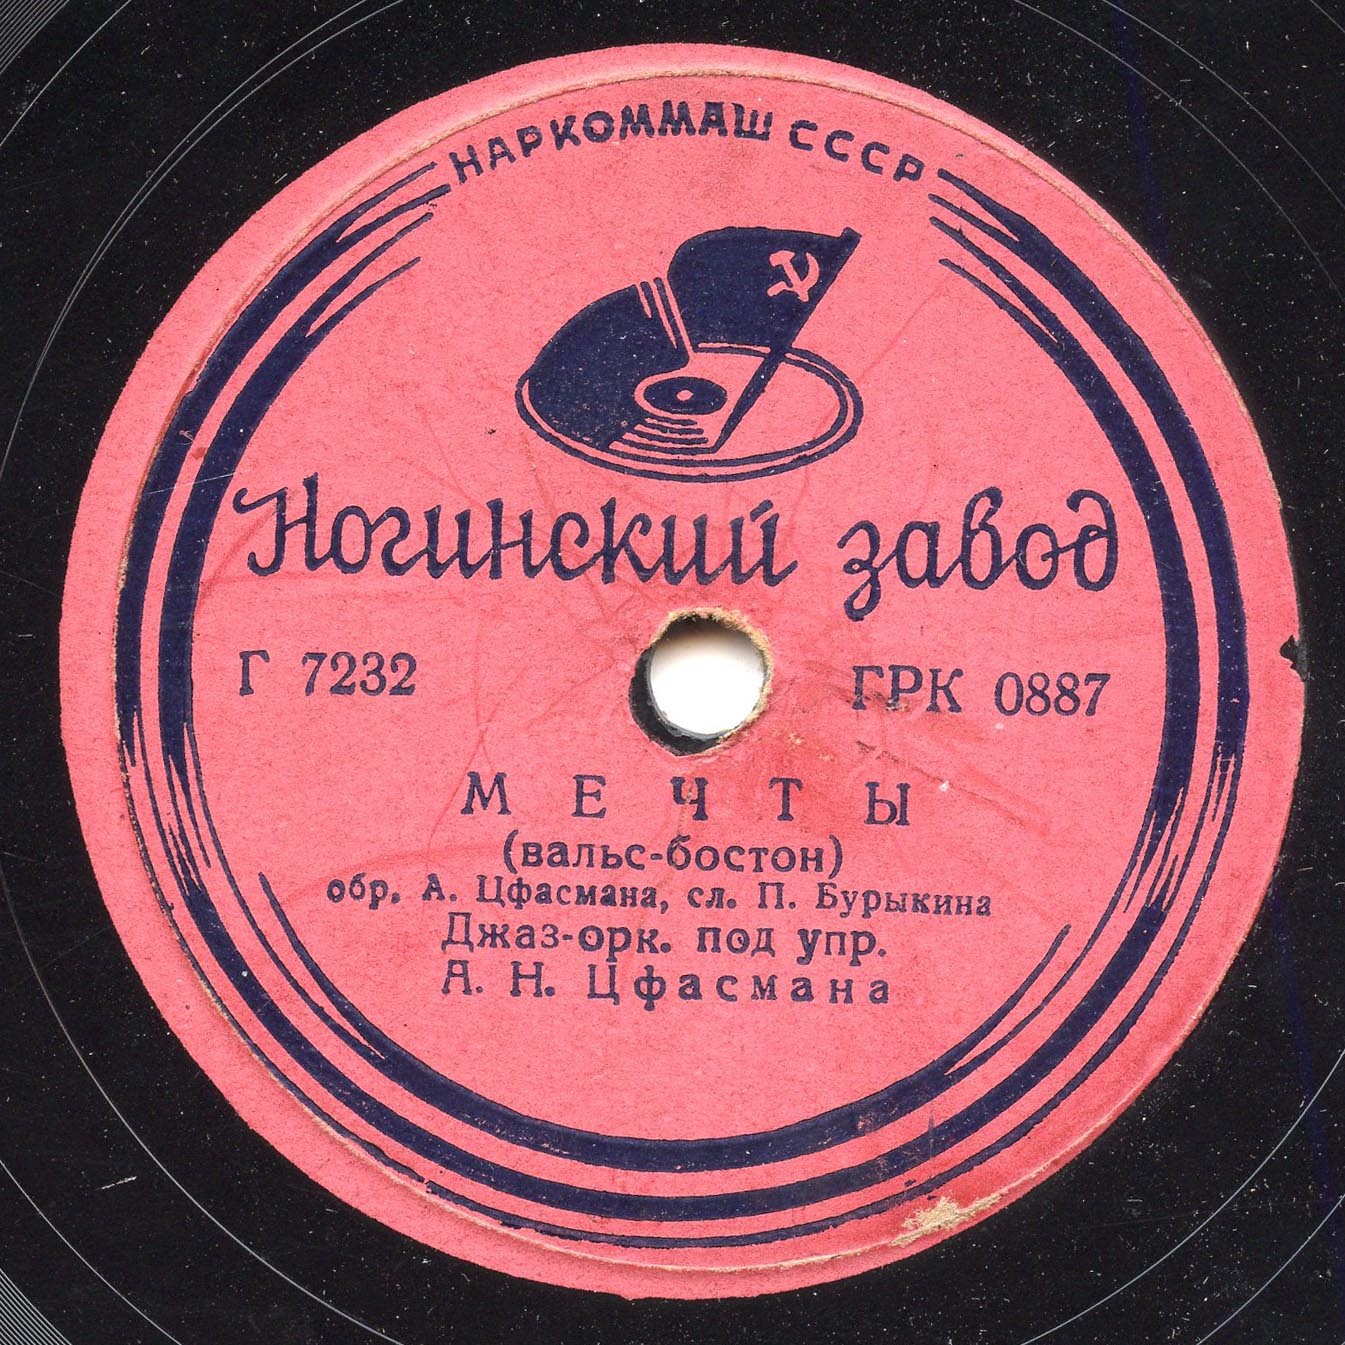 НАРКОММАШ СССР
Ногинский завод
Г 7232 ГРК 0887
МЕЧТЫ
(вальс-бостон)
обр. А. Цфасмана, сл. П. Бурыкина
Джаз-орк. под упр.
А. Н. Цфасмана